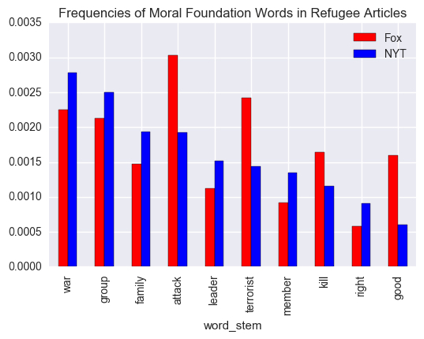 Frequencies of Moral Foundation Words in Refugee Articles
0.0035
0.0030
0.0025
0.0020
0.0015
0.0010
0.0005
0.0000
Fox
NYT
war
group
family
attack
leader
terrorist
member
kill
right
good
word_stem